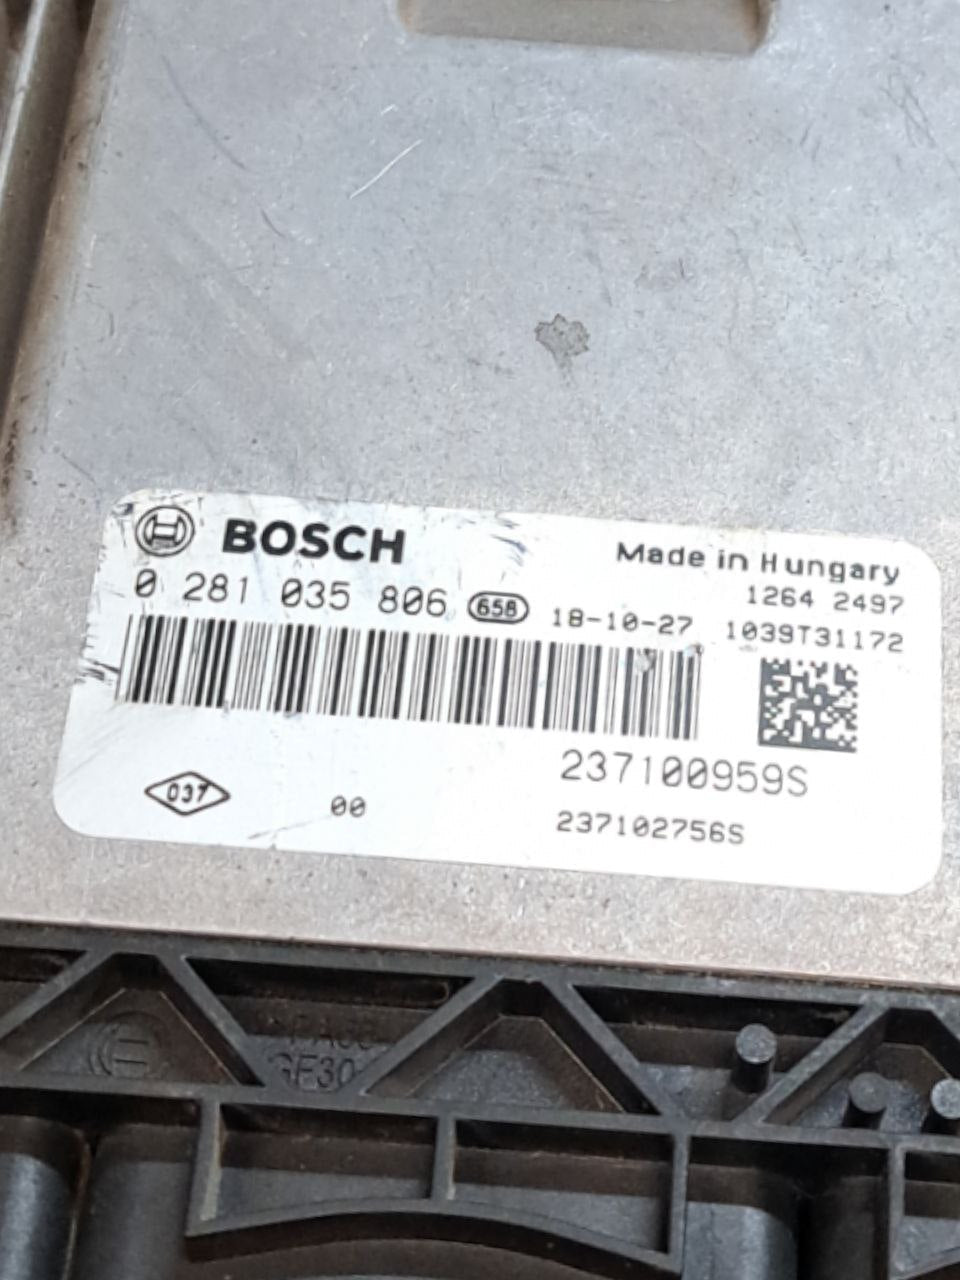 BOSCH
Made in Hungary
0 281 035 806 658 18-10-27
1264 2497
1039T31172
237100959S
037 00
237102756S
GF30